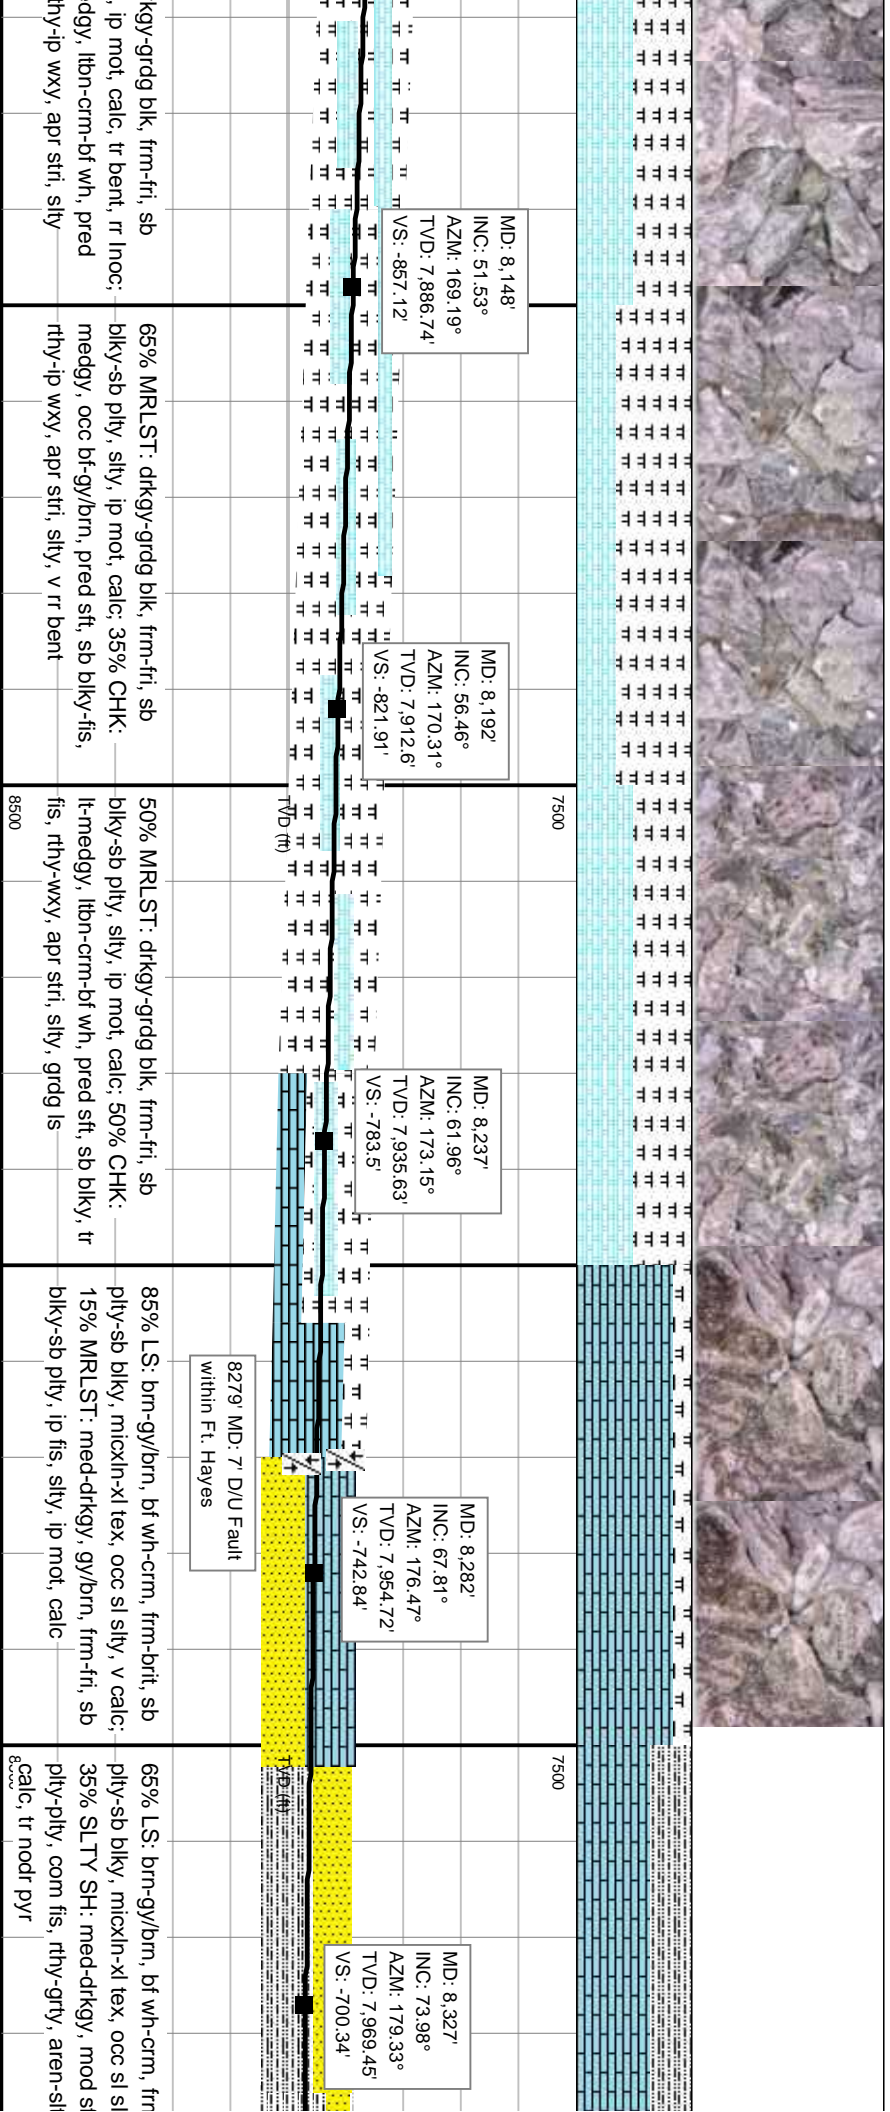 kgy-grdg blk, frm-fri, sb
, ip mot, calc, tr bent, rr Inoc;
edgy, ltbn-crm-bf wh, pred
thy-ip wxy, apr stri, slty
MD: 8,148'
INC: 51.53°
AZM: 169.19°
TVD: 7,886.74'
VS: -857.12'
65% MRLST: drkgy-grdg blk, frm-fri, sb
blky-sb plty, slty, ip mot, calc; 35% CHK:
medgy, occ bf-gy/brn, pred sft, sb blky-fis,
rthy-ip wxy, apr stri, slty, v rr bent
MD: 8,192'
INC: 56.46°
AZM: 170.31°
TVD: 7,912.6'
VS: -821.91'
7500
TVD (ft)
8500
50% MRLST: drkgy-grdg blk, frm-fri, sb
blky-sb plty, slty, ip mot, calc; 50% CHK:
lt-medgy, ltbn-crm-bf wh, pred sft, sb blky, tr
fis, rthy-wxy, apr stri, slty, grdg ls
MD: 8,237'
INC: 61.96°
AZM: 173.15°
TVD: 7,935.63'
VS: -783.5'
85% LS: brn-gy/brn, bf wh-crm, frm-brit, sb
plty-sb blky, micxln-xl tex, occ sl slty, v calc;
15% MRLST: med-drkgy, gy/brn, frm-fri, sb
blky-sb plty, ip fis, slty, ip mot, calc
8279' MD: 7' D/U Fault
within Ft. Hayes
MD: 8,282'
INC: 67.81°
AZM: 176.47°
TVD: 7,954.72'
VS: -742.84'
7500
TVD (ft)
65% LS: brn-gy/brn, bf wh-crm, frm
plty-sb blky, micxln-xl tex, occ sl sl
35% SLTY SH: med-drkgy, mod sf
plty-plty, com fis, rthy-grty, aren-slt
calc, tr nodr pyr
MD: 8,327'
INC: 73.98°
AZM: 179.33°
TVD: 7,969.45'
VS: -700.34'